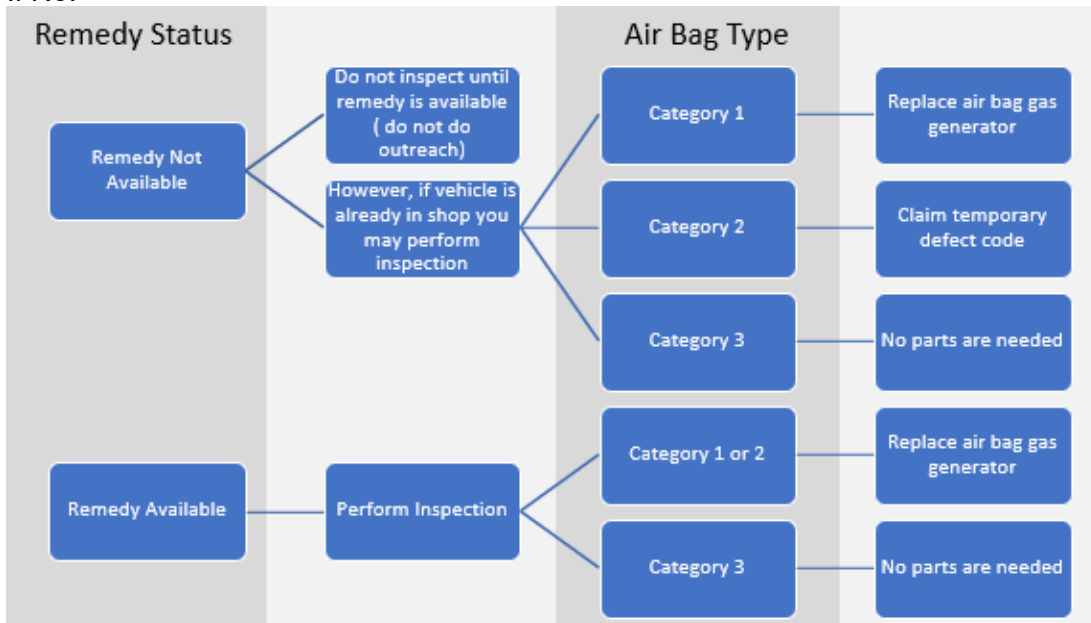 Remedy Status
Air Bag Type
Remedy Not
Available
Do not inspect until
remedy is available
( do not do
outreach)
However, if vehicle is
already in shop you
may perform
inspection
Category 1
Replace air bag gas
generator
Category 2
Claim temporary
defect code
Category 3
No parts are needed
Remedy Available
Perform Inspection
Category 1 or 2
Replace air bag gas
generator
Category 3
No parts are needed